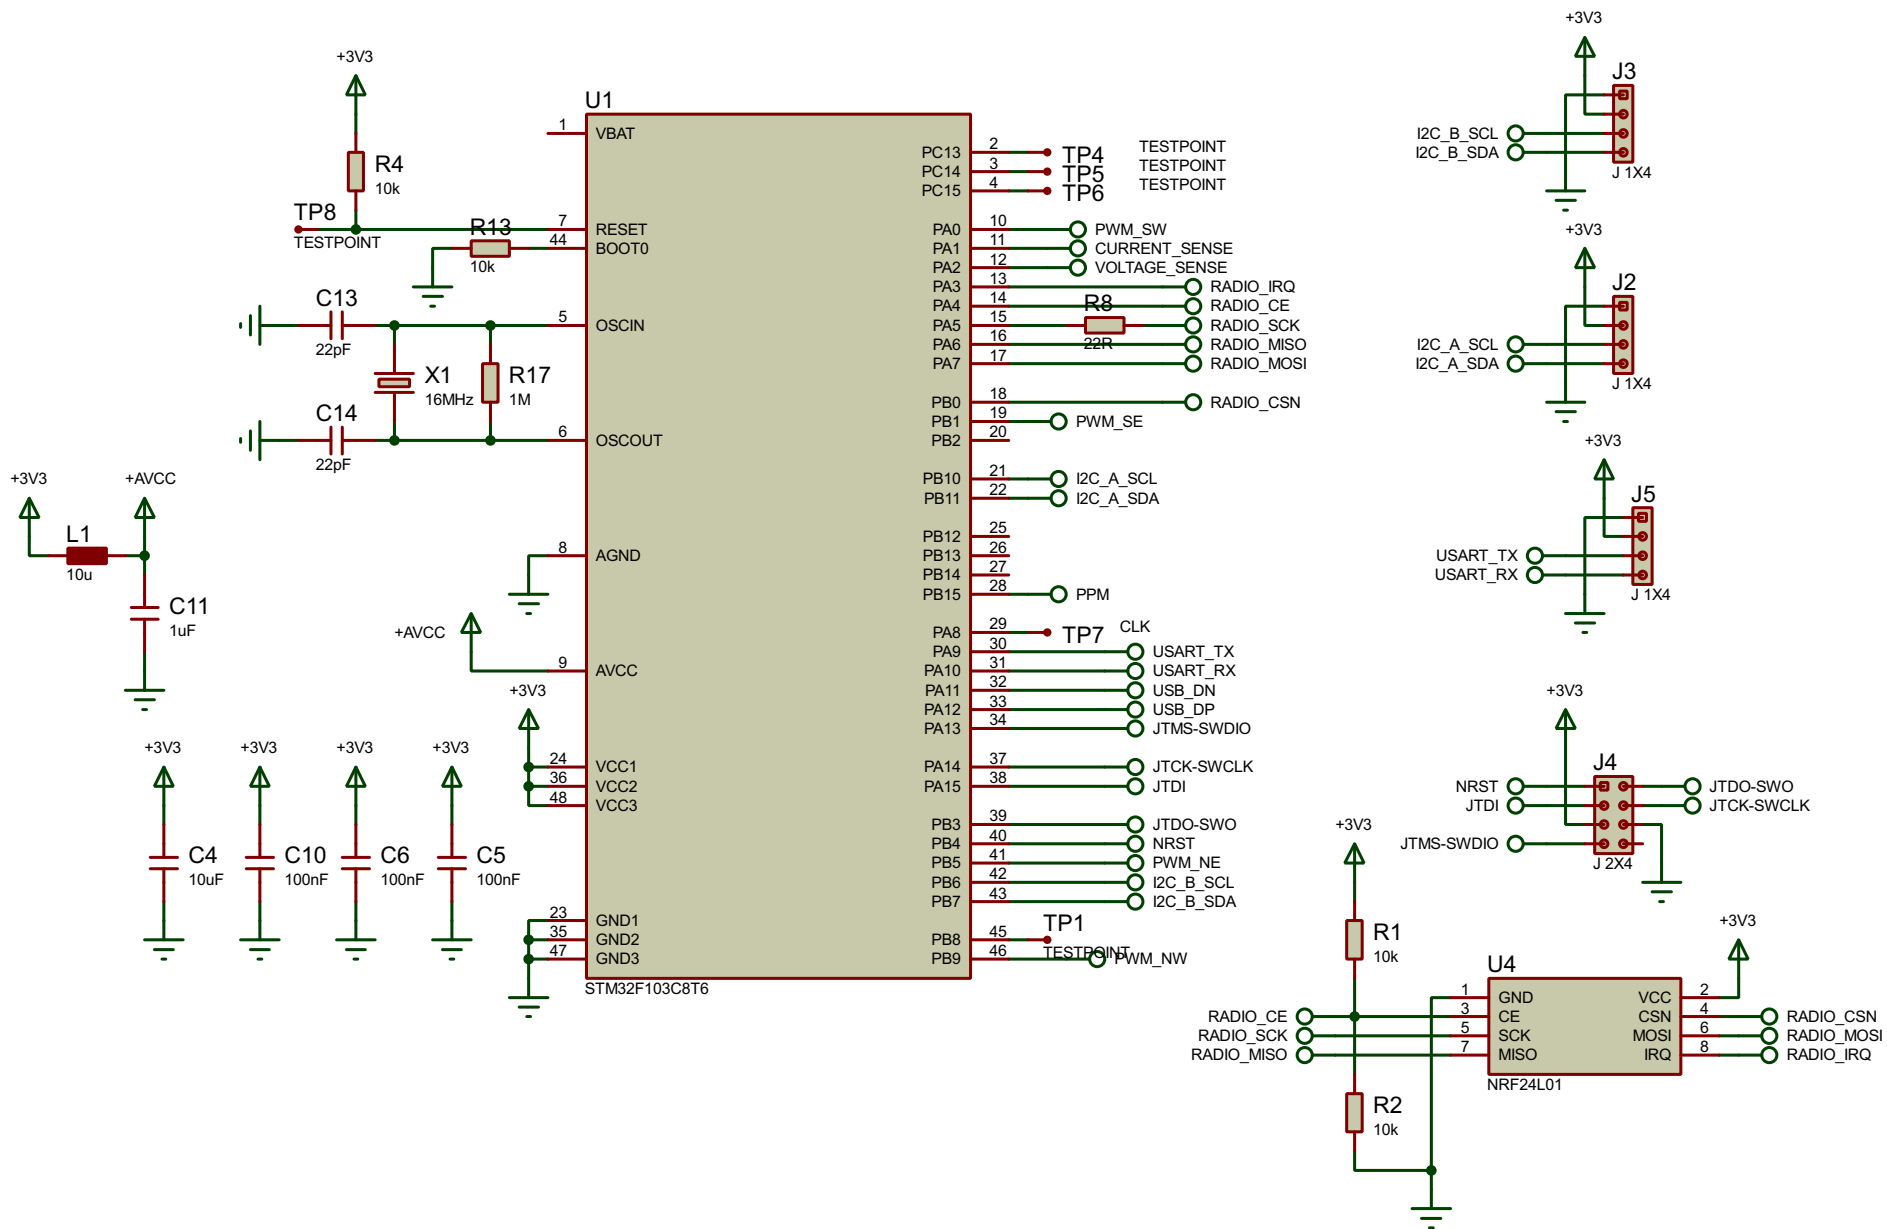 +3V3
R4
10k
TP8
TESTPOINT
R13
10k
C13
22pF
X1
16MHz
R17
1M
C14
22pF
+3V3
+AVCC
L1
10u
C11
1uF
+AVCC
+3V3
+3V3
+3V3
+3V3
+3V3
C4
10uF
C10
100nF
C6
100nF
C5
100nF
U1
1 VBAT
7 RESET
44 BOOT0
5 OSCIN
6 OSCOUT
8 AGND
9 AVCC
24 VCC1
36 VCC2
48 VCC3
23 GND1
35 GND2
47 GND3
STM32F103C8T6
PC13 2 TP4 TESTPOINT
PC14 3 TP5 TESTPOINT
PC15 4 TP6 TESTPOINT
PA0 10 PWM_SW
PA1 11 CURRENT_SENSE
PA2 12 VOLTAGE_SENSE
PA3 13 RADIO_IRQ
PA4 14 RADIO_CE
R8
PA5 15 RADIO_SCK
22R
PA6 16 RADIO_MISO
PA7 17 RADIO_MOSI
PB0 18 RADIO_CSN
PB1 19 PWM_SE
PB2 20
PB10 21 I2C_A_SCL
PB11 22 I2C_A_SDA
PB12 25
PB13 26
PB14 27
PB15 28 PPM
PA8 29 TP7 CLK
PA9 30 USART_TX
PA10 31 USART_RX
PA11 32 USB_DN
PA12 33 USB_DP
PA13 34 JTMS-SWDIO
PA14 37 JTCK-SWCLK
PA15 38 JTDI
PB3 39 JTDO-SWO
PB4 40 NRST
PB5 41 PWM_NE
PB6 42 I2C_B_SCL
PB7 43 I2C_B_SDA
PB8 45 TP1
TESTPOINT
PB9 46 PWM_NW
+3V3
J3
I2C_B_SCL
I2C_B_SDA
J 1X4
+3V3
J2
I2C_A_SCL
I2C_A_SDA
J 1X4
+3V3
J5
USART_TX
USART_RX
J 1X4
+3V3
J4
NRST JTDO-SWO
JTDI JTCK-SWCLK
JTMS-SWDIO
J 2X4
+3V3
R1
10k
R2
10k
+3V3
U4
1 GND VCC 2
RADIO_CE 3 CE CSN 4 RADIO_CSN
RADIO_SCK 5 SCK MOSI 6 RADIO_MOSI
RADIO_MISO 7 MISO IRQ 8 RADIO_IRQ
NRF24L01